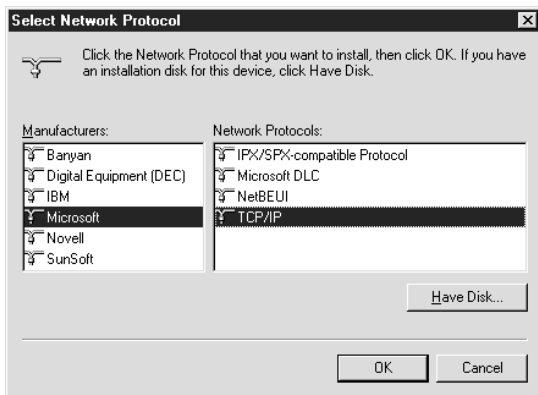 Select Network Protocol
Click the Network Protocol that you want to install, then click OK. If you have
an installation disk for this device, click Have Disk.
Manufacturers:
Banyan
Digital Equipment (DEC)
IBM
Microsoft
Novell
SunSoft
Network Protocols:
IPX/SPX-compatible Protocol
Microsoft DLC
NetBEUI
TCP/IP
Have Disk...
OK
Cancel